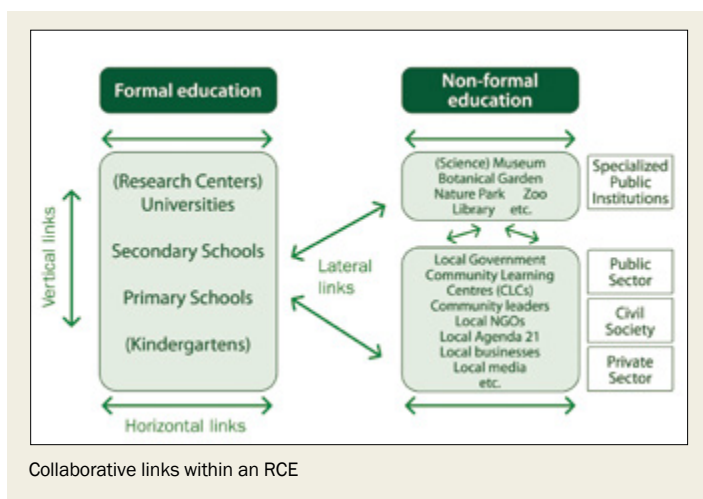 Formal education
Non-formal
education
Vertical links
(Research Centers)
Universities
Secondary Schools
Primary Schools
(Kindergartens)
Horizontal links
Lateral
links
(Science) Museum
Botanical Garden
Nature Park Zoo
Library etc.
Local Government
Community Learning
Centres (CLCs)
Community leaders
Local NGOs
Local Agenda 21
Local businesses
Local media
etc.
Specialized
Public
Institutions
Public
Sector
Civil
Society
Private
Sector
Collaborative links within an RCE